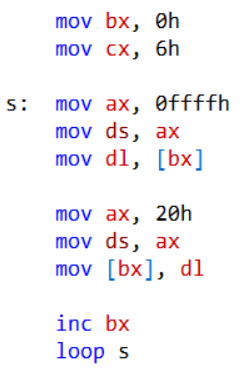 mov bx, 0h
mov cx, 6h
s: mov ax, 0ffffh
mov ds, ax
mov dl, [bx]
mov ax, 20h
mov ds, ax
mov [bx], dl
inc bx
loop s